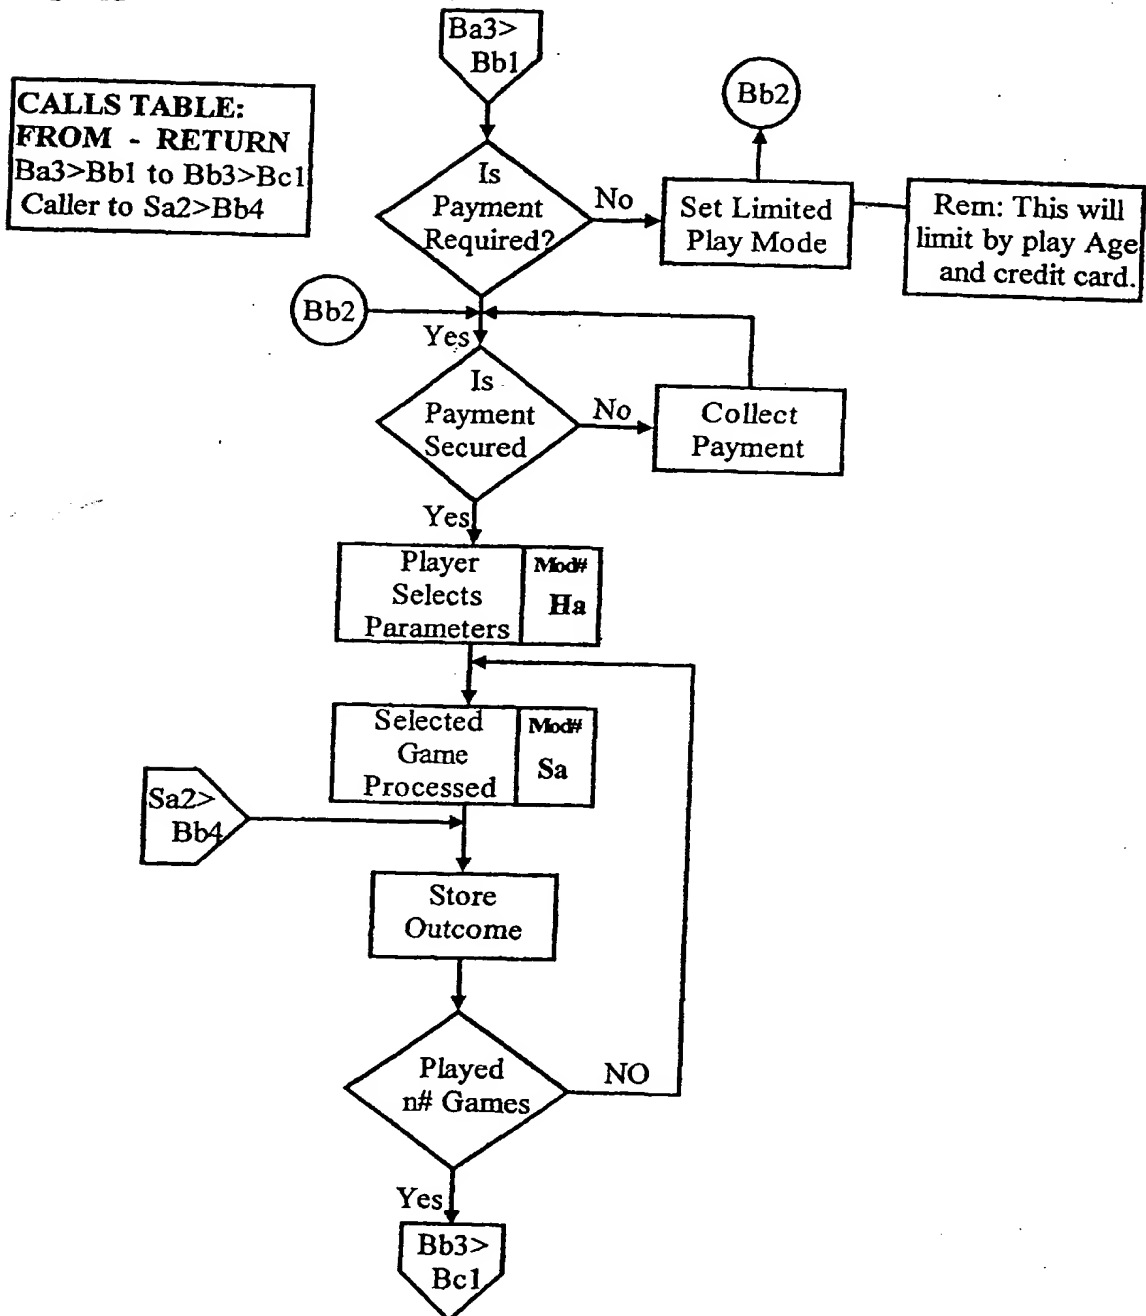 Ba3>
Bb1
CALLS TABLE:
FROM - RETURN
Ba3>Bb1 to Bb3>Bc1
Caller to Sa2>Bb4
Bb2
Is
Payment
Required?
No
Set Limited
Play Mode
Rem: This will
limit by play Age
and credit card.
Bb2
Yes
Is
Payment
Secured
No
Collect
Payment
Yes
Player
Selects
Parameters
Mod#
Ha
Selected
Game
Processed
Mod#
Sa
Sa2>
Bb4
Store
Outcome
Played
n# Games
NO
Yes
Bb3>
Bc1